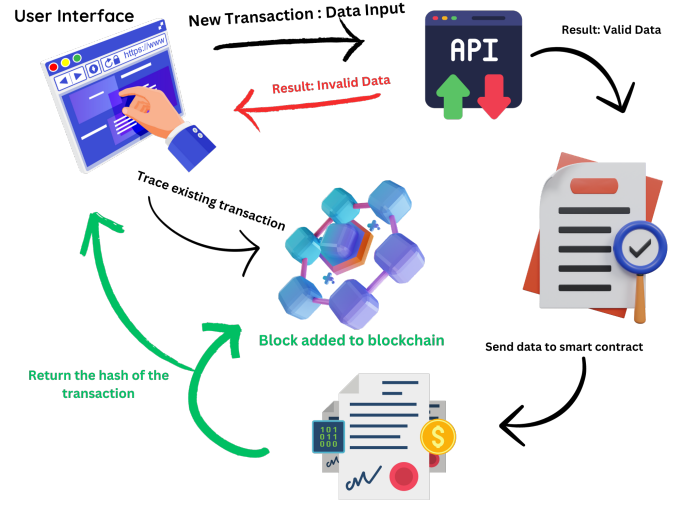 User Interface
New Transaction : Data Input
https://www
API
Result: Valid Data
Result: Invalid Data
Trace existing transaction
Block added to blockchain
Send data to smart contract
Return the hash of the
transaction
101
011
000
$